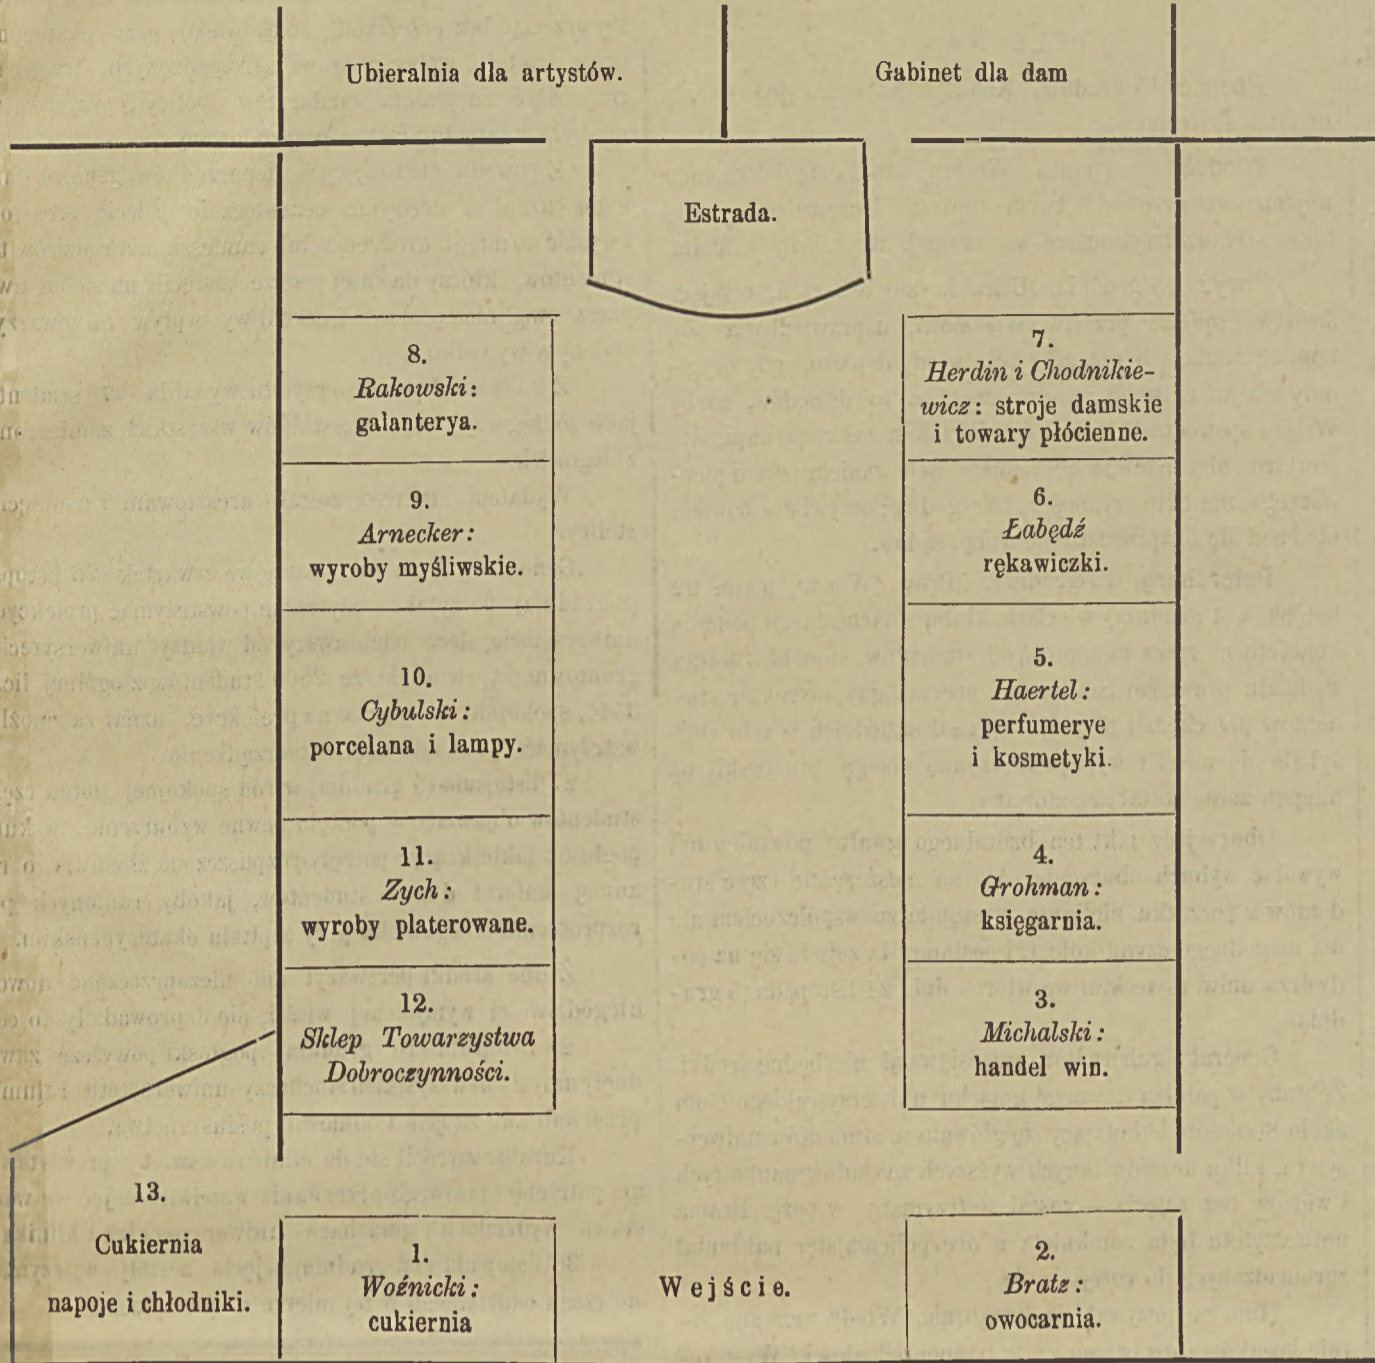 Ubieralnia dla artystów.
Gabinet dla dam
Estrada.
8.
Rakowski:
galanterya.
7.
Herdin i Chodnikie-
wicz: stroje damskie
i towary płócienne.
9.
Arnecker:
wyroby myśliwskie.
6.
Łabędź
rękawiczki.
10.
Cybulski:
porcelana i lampy.
5.
Haertel:
perfumerye
i kosmetyki.
11.
Zych:
wyroby platerowane.
4.
Grohman:
księgarnia.
12.
Sklep Towarzystwa
Dobroczynności.
3.
Michalski:
handel win.
13.
Cukiernia
napoje i chłodniki.
1.
Woźnicki:
cukiernia
Wejście.
2.
Bratz:
owocarnia.